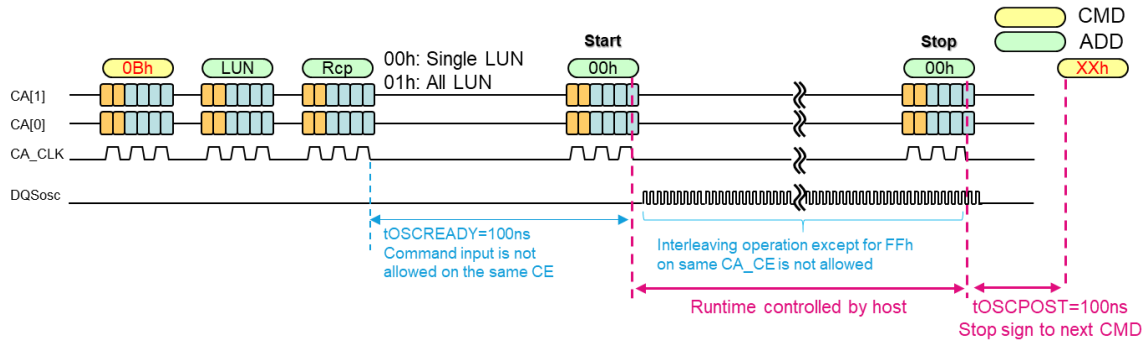 CMD
ADD
Start
Stop
0Bh
LUN
Rcp
00h: Single LUN
01h: All LUN
00h
00h
XXh
CA[1]
CA[0]
CA_CLK
DQSosc
tOSCREADY=100ns
Command input is not
allowed on the same CE
Interleaving operation except for FFh
on same CA_CE is not allowed
Runtime controlled by host
tOSCPOST=100ns
Stop sign to next CMD